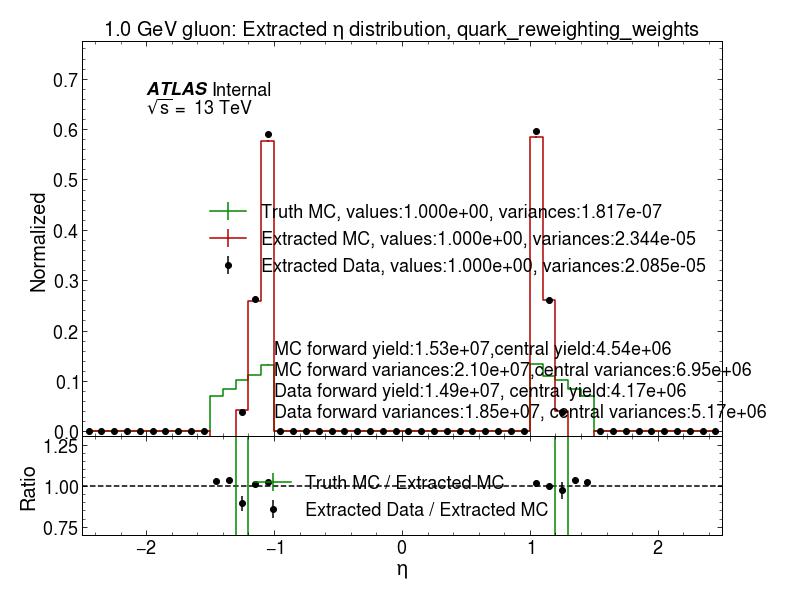 1.0 GeV gluon: Extracted η distribution, quark_reweighting_weights
ATLAS Internal
√s = 13 TeV
Normalized
0.7
0.6
0.5
0.4
0.3
0.2
0.1
0.0
Truth MC, values:1.000e+00, variances:1.817e-07
Extracted MC, values:1.000e+00, variances:2.344e-05
Extracted Data, values:1.000e+00, variances:2.085e-05
MC forward yield:1.53e+07,central yield:4.54e+06
MC forward variances:2.10e+07,central variances:6.95e+06
Data forward yield:1.49e+07, central yield:4.17e+06
Data forward variances:1.85e+07, central variances:5.17e+06
Ratio
1.25
1.00
0.75
Truth MC / Extracted MC
Extracted Data / Extracted MC
−2 −1 0 1 2
η